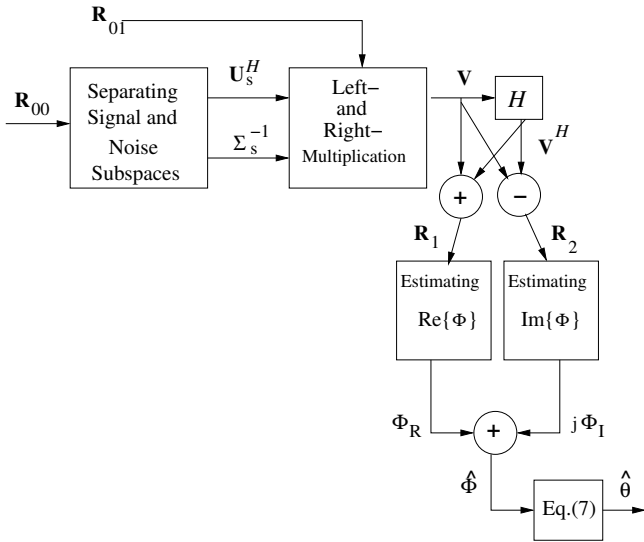 R01
R00
Separating
Signal and
Noise
Subspaces
U_s^H
Σ_s^-1
Left-
and
Right-
Multiplication
V
H
V^H
+
-
R1
R2
Estimating
Re{Φ}
Estimating
Im{Φ}
Φ_R
+
jΦ_I
Φ̂
Eq.(7)
θ̂